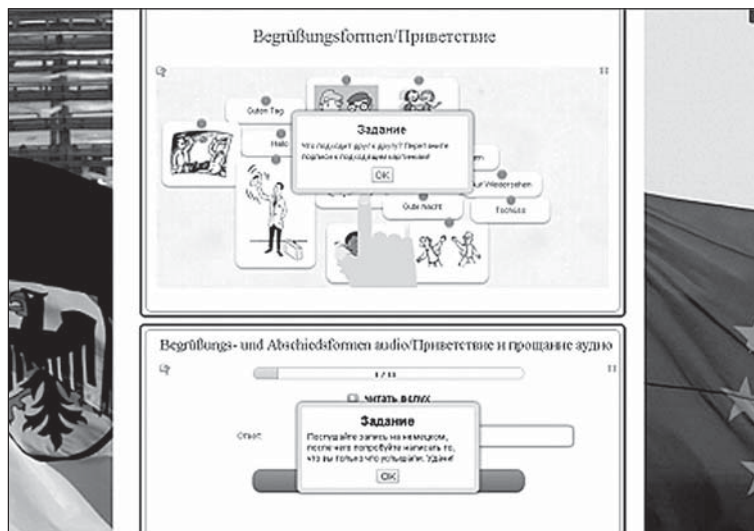 Begrüßungsformen/Приветствие
Guten Tag
Hallo
Задание
Что подходит друг к другу? Перетяните
подписи к подходящим картинкам!
OK
Auf Wiedersehen
Gute Nacht
Tschüss
Begrüßungs- und Abschiedsformen audio/Приветствие и прощание аудио
читать вслух
Задание
Ответ:
Послушайте запись на немецком,
после чего попробуйте написать то,
что вы только что услышали. Удачи!
OK